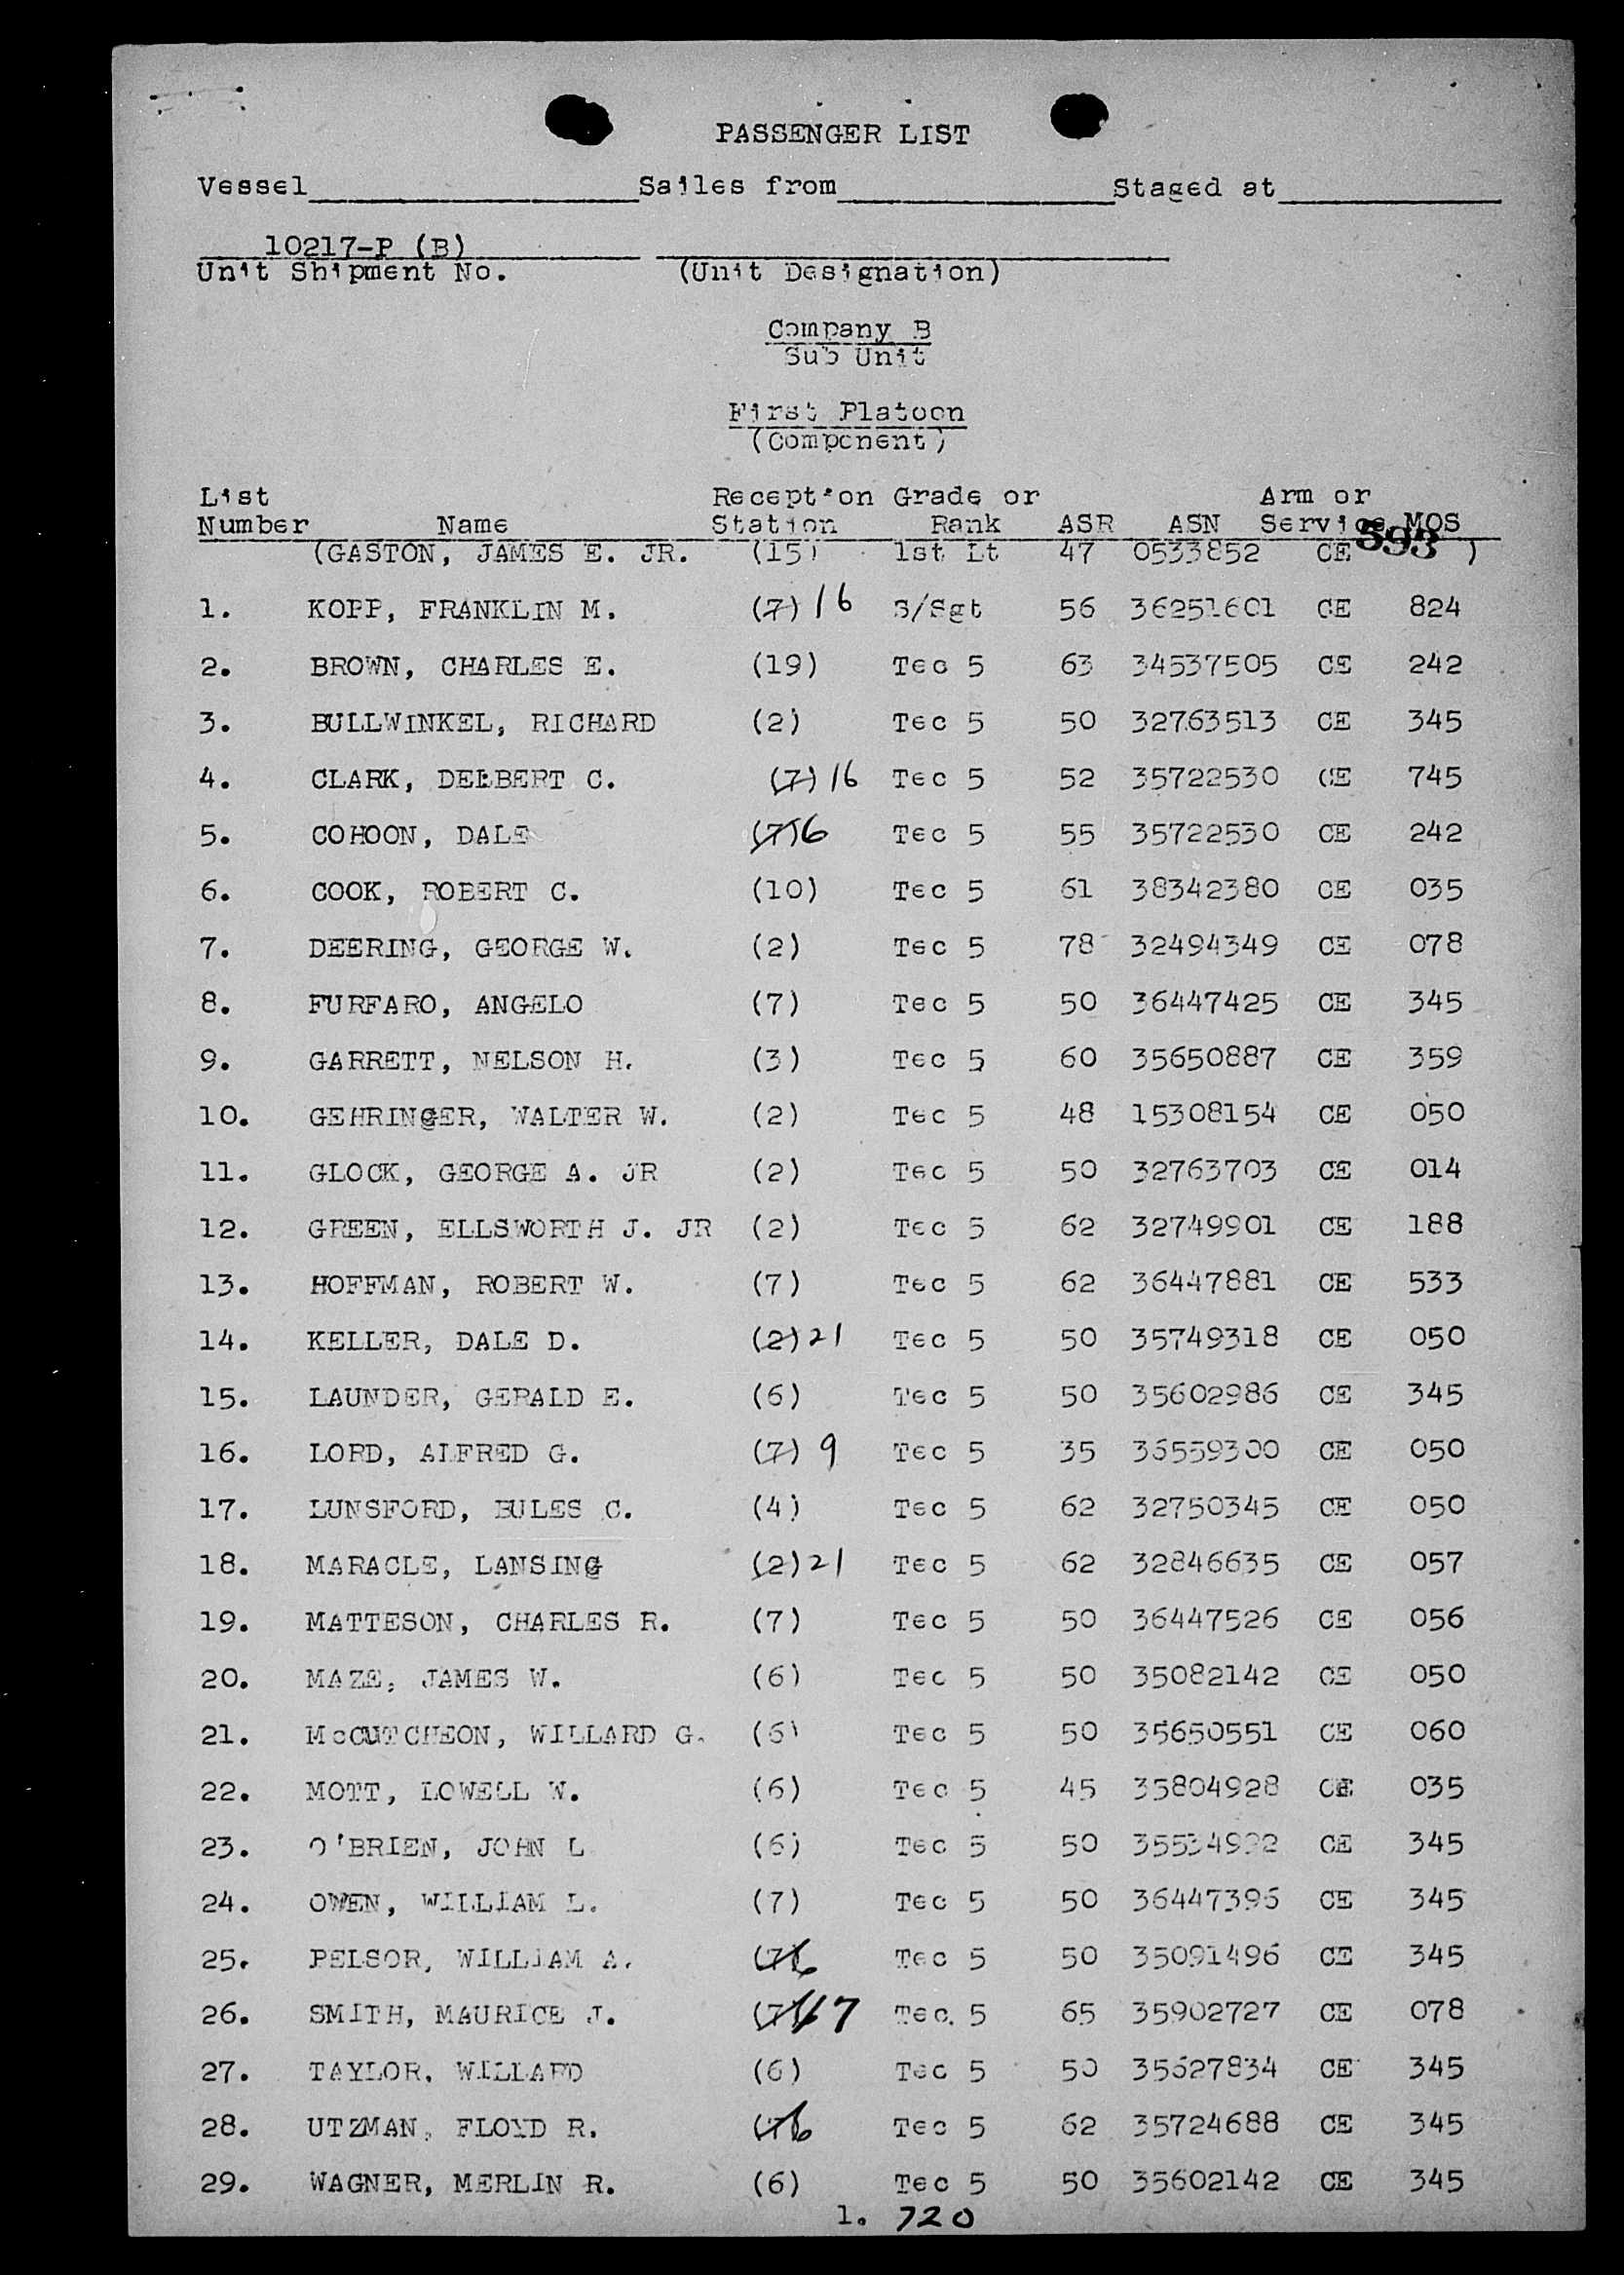 PASSENGER LIST
Vessel____________Sailes from____________Staged at____________
10217-P (B)
Unit Shipment No. (Unit Designation)
Company B
Sub Unit
First Platoon
(Component)
List Reception Grade or Arm or
Number Name Station Rank ASR ASN Service MOS
(GASTON, JAMES E. JR. (15) 1st Lt 47 0533852 CE 593 )
1. KOPP, FRANKLIN M. (7) 16 S/Sgt 56 36251601 CE 824
2. BROWN, CHARLES E. (19) Tec 5 63 34537505 CE 242
3. BULLWINKEL, RICHARD (2) Tec 5 50 32763513 CE 345
4. CLARK, DELBERT C. (7) 16 Tec 5 52 35722530 CE 745
5. COHOON, DALE (7) 6 Tec 5 55 35722530 CE 242
6. COOK, ROBERT C. (10) Tec 5 61 38342380 CE 035
7. DEERING, GEORGE W. (2) Tec 5 78 32494349 CE 078
8. FURFARO, ANGELO (7) Tec 5 50 36447425 CE 345
9. GARRETT, NELSON H. (3) Tec 5 60 35650887 CE 359
10. GEHRINGER, WALTER W. (2) Tec 5 48 15308154 CE 050
11. GLOCK, GEORGE A. JR (2) Tec 5 50 32763703 CE 014
12. GREEN, ELLSWORTH J. JR (2) Tec 5 62 32749901 CE 188
13. HOFFMAN, ROBERT W. (7) Tec 5 62 36447881 CE 533
14. KELLER, DALE D. (2) 21 Tec 5 50 35749318 CE 050
15. LAUNDER, GERALD E. (6) Tec 5 50 35602986 CE 345
16. LORD, ALFRED G. (7) 9 Tec 5 35 36559300 CE 050
17. LUNSFORD, BULES C. (4) Tec 5 62 32750345 CE 050
18. MARACLE, LANSING (2) 21 Tec 5 62 32846635 CE 057
19. MATTESON, CHARLES R. (7) Tec 5 50 36447526 CE 056
20. MAZE, JAMES W. (6) Tec 5 50 35082142 CE 050
21. McCUTCHEON, WILLARD G. (6) Tec 5 50 35650551 CE 060
22. MOTT, LOWELL W. (6) Tec 5 45 35804928 CE 035
23. O'BRIEN, JOHN L (6) Tec 5 50 35534992 CE 345
24. OWEN, WILLIAM L. (7) Tec 5 50 36447396 CE 345
25. PELSOR, WILLIAM A. (7) 6 Tec 5 50 35091496 CE 345
26. SMITH, MAURICE J. (7) 17 Tec. 5 65 35902727 CE 078
27. TAYLOR, WILLARD (6) Tec 5 50 35627834 CE 345
28. UTZMAN, FLOYD R. (7) 6 Tec 5 62 35724688 CE 345
29. WAGNER, MERLIN R. (6) Tec 5 50 35602142 CE 345
1. 720